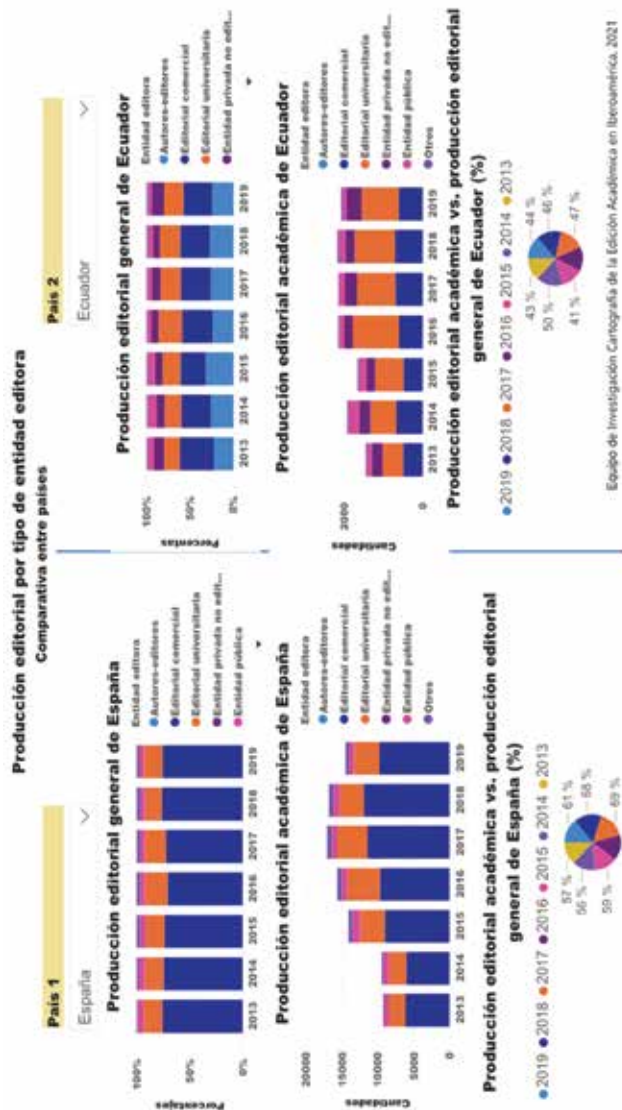 Producción editorial por tipo de entidad editora
Comparativa entre países
País 1
España
Producción editorial general de España
Porcentajes
100%
50%
0%
2013 2014 2015 2016 2017 2018 2019
Entidad editora
Autores-editores
Editorial comercial
Editorial universitaria
Entidad privada no edit...
Entidad pública
Producción editorial académica de España
Cantidades
20000
15000
10000
5000
0
2013 2014 2015 2016 2017 2018 2019
Entidad editora
Autores-editores
Editorial comercial
Editorial universitaria
Entidad privada no edit...
Entidad pública
Otros
Producción editorial académica vs. producción editorial
general de España (%)
2019 2018 2017 2016 2015 2014 2013
57 %
61 %
56 %
68 %
59 %
69 %
País 2
Ecuador
Producción editorial general de Ecuador
Porcentas
100%
50%
0%
2013 2014 2015 2016 2017 2018 2019
Entidad editora
Autores-editores
Editorial comercial
Editorial universitaria
Entidad privada no edit...
Producción editorial académica de Ecuador
Cantidades
2000
0
2013 2014 2015 2016 2017 2018 2019
Entidad editora
Autores-editores
Editorial comercial
Editorial universitaria
Entidad privada no edit...
Entidad pública
Otros
Producción editorial académica vs. producción editorial
general de Ecuador (%)
2019 2018 2017 2016 2015 2014 2013
43 %
44 %
50 %
46 %
41 %
47 %
Equipo de Investigación Cartografía de la Edición Académica en Iberoamérica, 2021